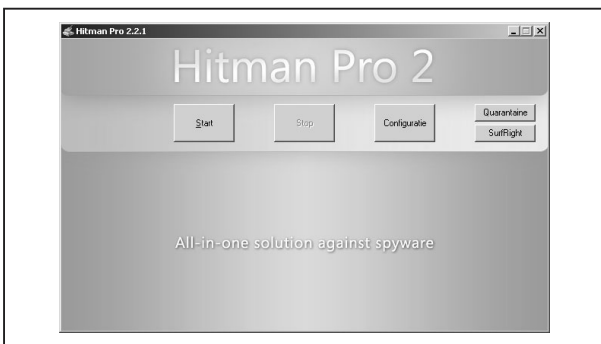 Hitman Pro 2.2.1
Hitman Pro 2
Start
Stop
Configuratie
Quarantaine
SurfRight
All-in-one solution against spyware